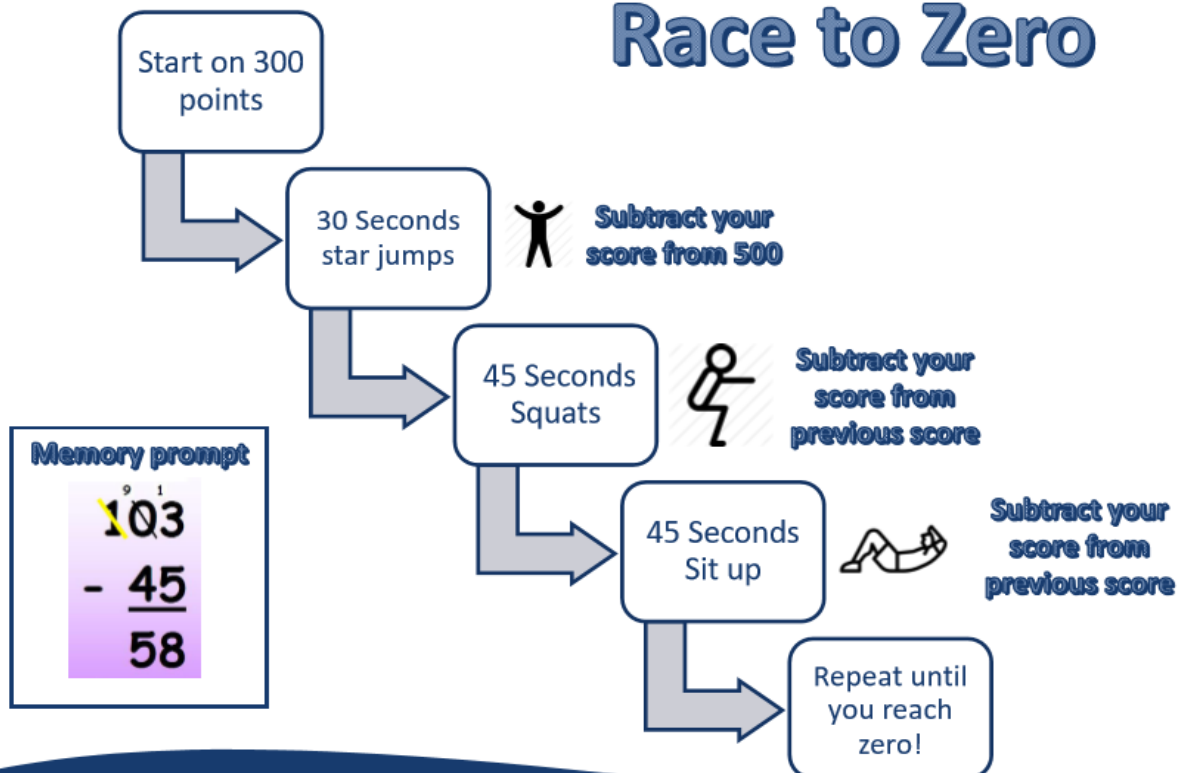 Race to Zero
Start on 300
points
30 Seconds
star jumps
Subtract your
score from 500
45 Seconds
Squats
Subtract your
score from
previous score
Memory prompt
9 1
103
- 45
58
45 Seconds
Sit up
Subtract your
score from
previous score
Repeat until
you reach
zero!